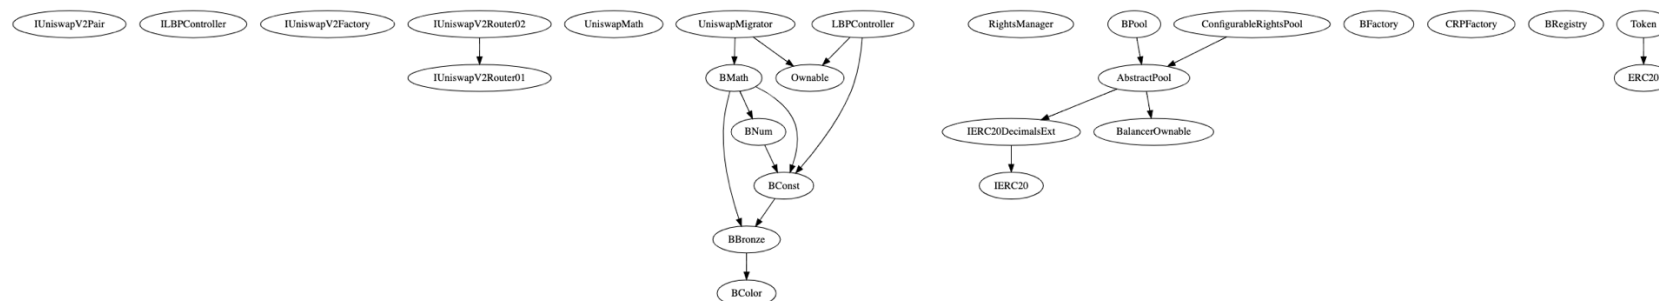 IUniswapV2Pair
ILBPController
IUniswapV2Factory
IUniswapV2Router02
UniswapMath
UniswapMigrator
LBPController
RightsManager
BPool
ConfigurableRightsPool
BFactory
CRPFactory
BRegistry
Token
IUniswapV2Router01
BMath
Ownable
AbstractPool
ERC20
BNum
IERC20DecimalsExt
BalancerOwnable
BConst
IERC20
BBronze
BColor